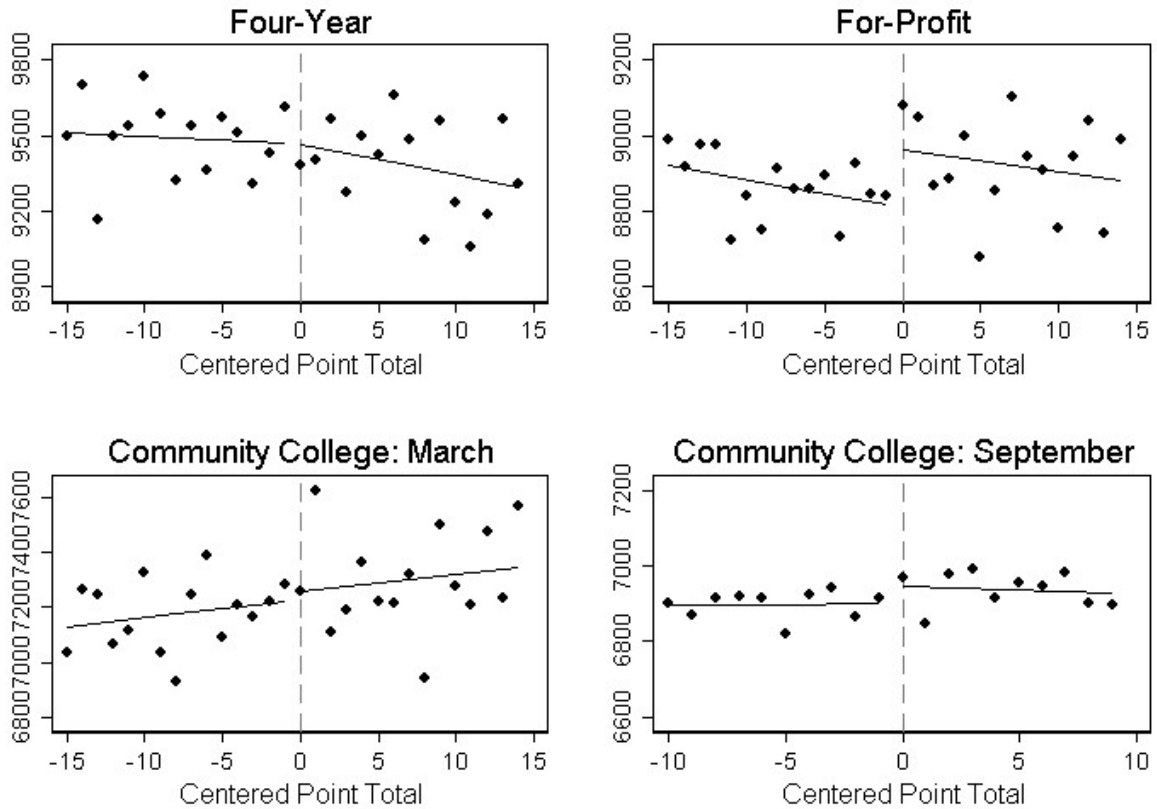 Four-Year
9800
9500
9200
8900
-15 -10 -5 0 5 10 15
Centered Point Total
For-Profit
9200
9000
8800
8600
-15 -10 -5 0 5 10 15
Centered Point Total
Community College: March
7600
7400
7200
7000
6800
-15 -10 -5 0 5 10 15
Centered Point Total
Community College: September
7200
7000
6800
6600
-10 -5 0 5 10
Centered Point Total